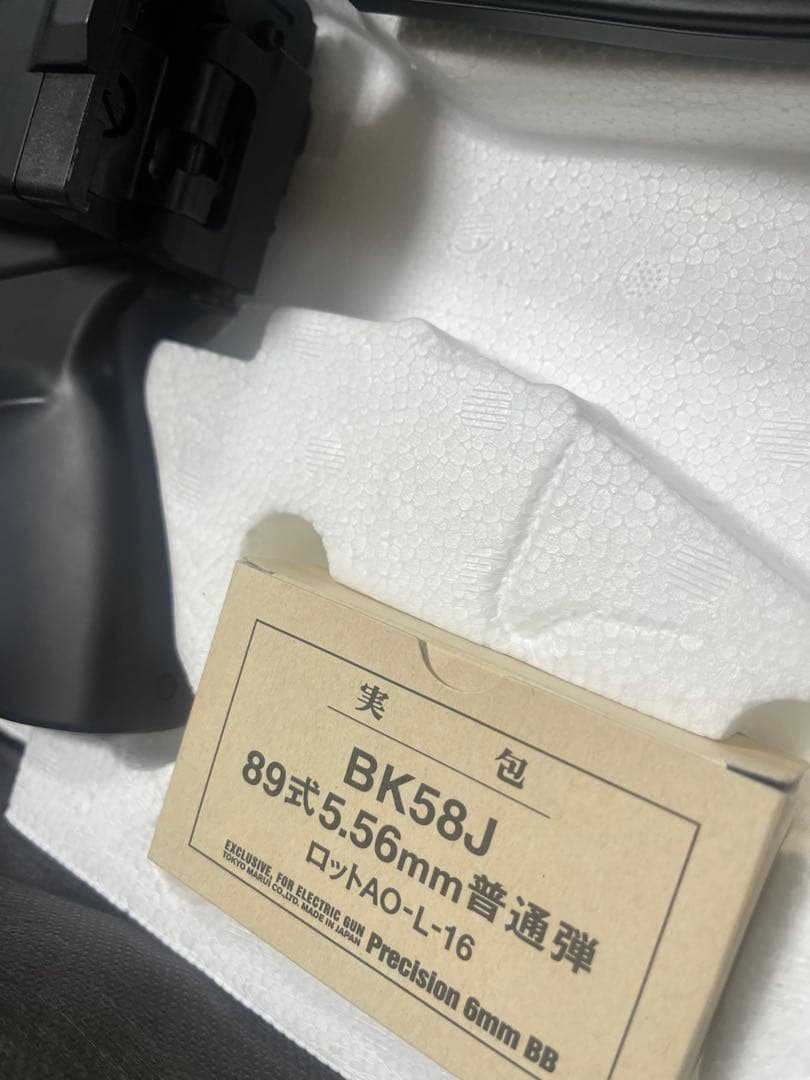 実包
BK58J
89式5.56mm普通弾
ロットAO-L-16
EXCLUSIVE, FOR ELECTRIC GUN
TOKYO MARUI CO.,LTD. MADE IN JAPAN
Precision 6mm BB